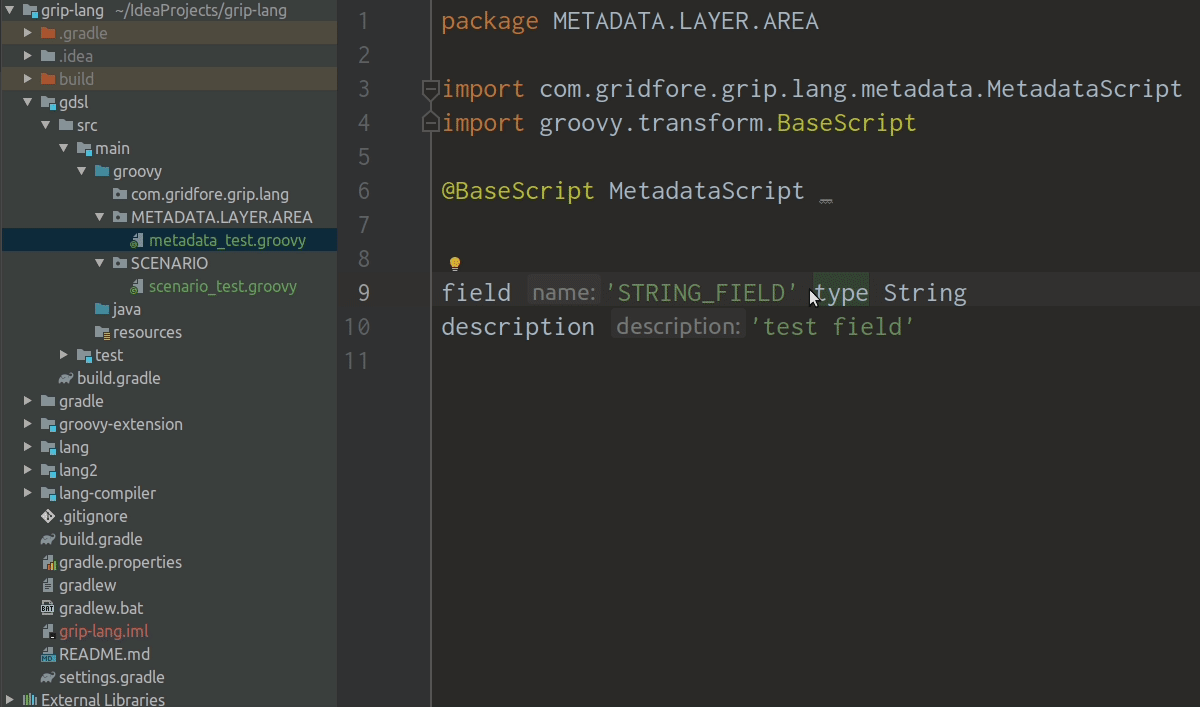 grip-lang ~/IdeaProjects/grip-lang
.gradle
.idea
build
gdsl
src
main
groovy
com.gridfore.grip.lang
METADATA.LAYER.AREA
metadata_test.groovy
SCENARIO
scenario_test.groovy
java
resources
test
build.gradle
gradle
groovy-extension
lang
lang2
lang-compiler
.gitignore
build.gradle
gradle.properties
gradlew
gradlew.bat
grip-lang.iml
README.md
settings.gradle
External Libraries
1 package METADATA.LAYER.AREA
2
3 import com.gridfore.grip.lang.metadata.MetadataScript
4 import groovy.transform.BaseScript
5
6 @BaseScript MetadataScript _
7
8
9 field name: 'STRING_FIELD' type String
10 description description: 'test field'
11